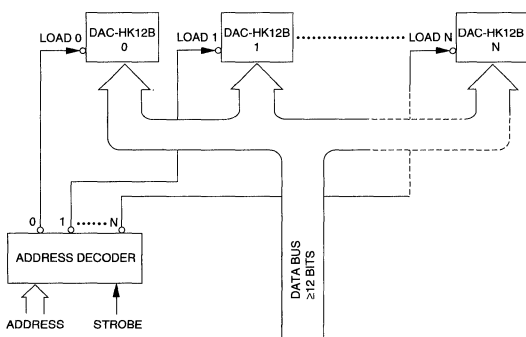 DAC-HK12B
0
DAC-HK12B
1
DAC-HK12B
N
LOAD 0
LOAD 1
LOAD N
0
1
N
ADDRESS DECODER
ADDRESS
STROBE
DATA BUS
≥12 BITS